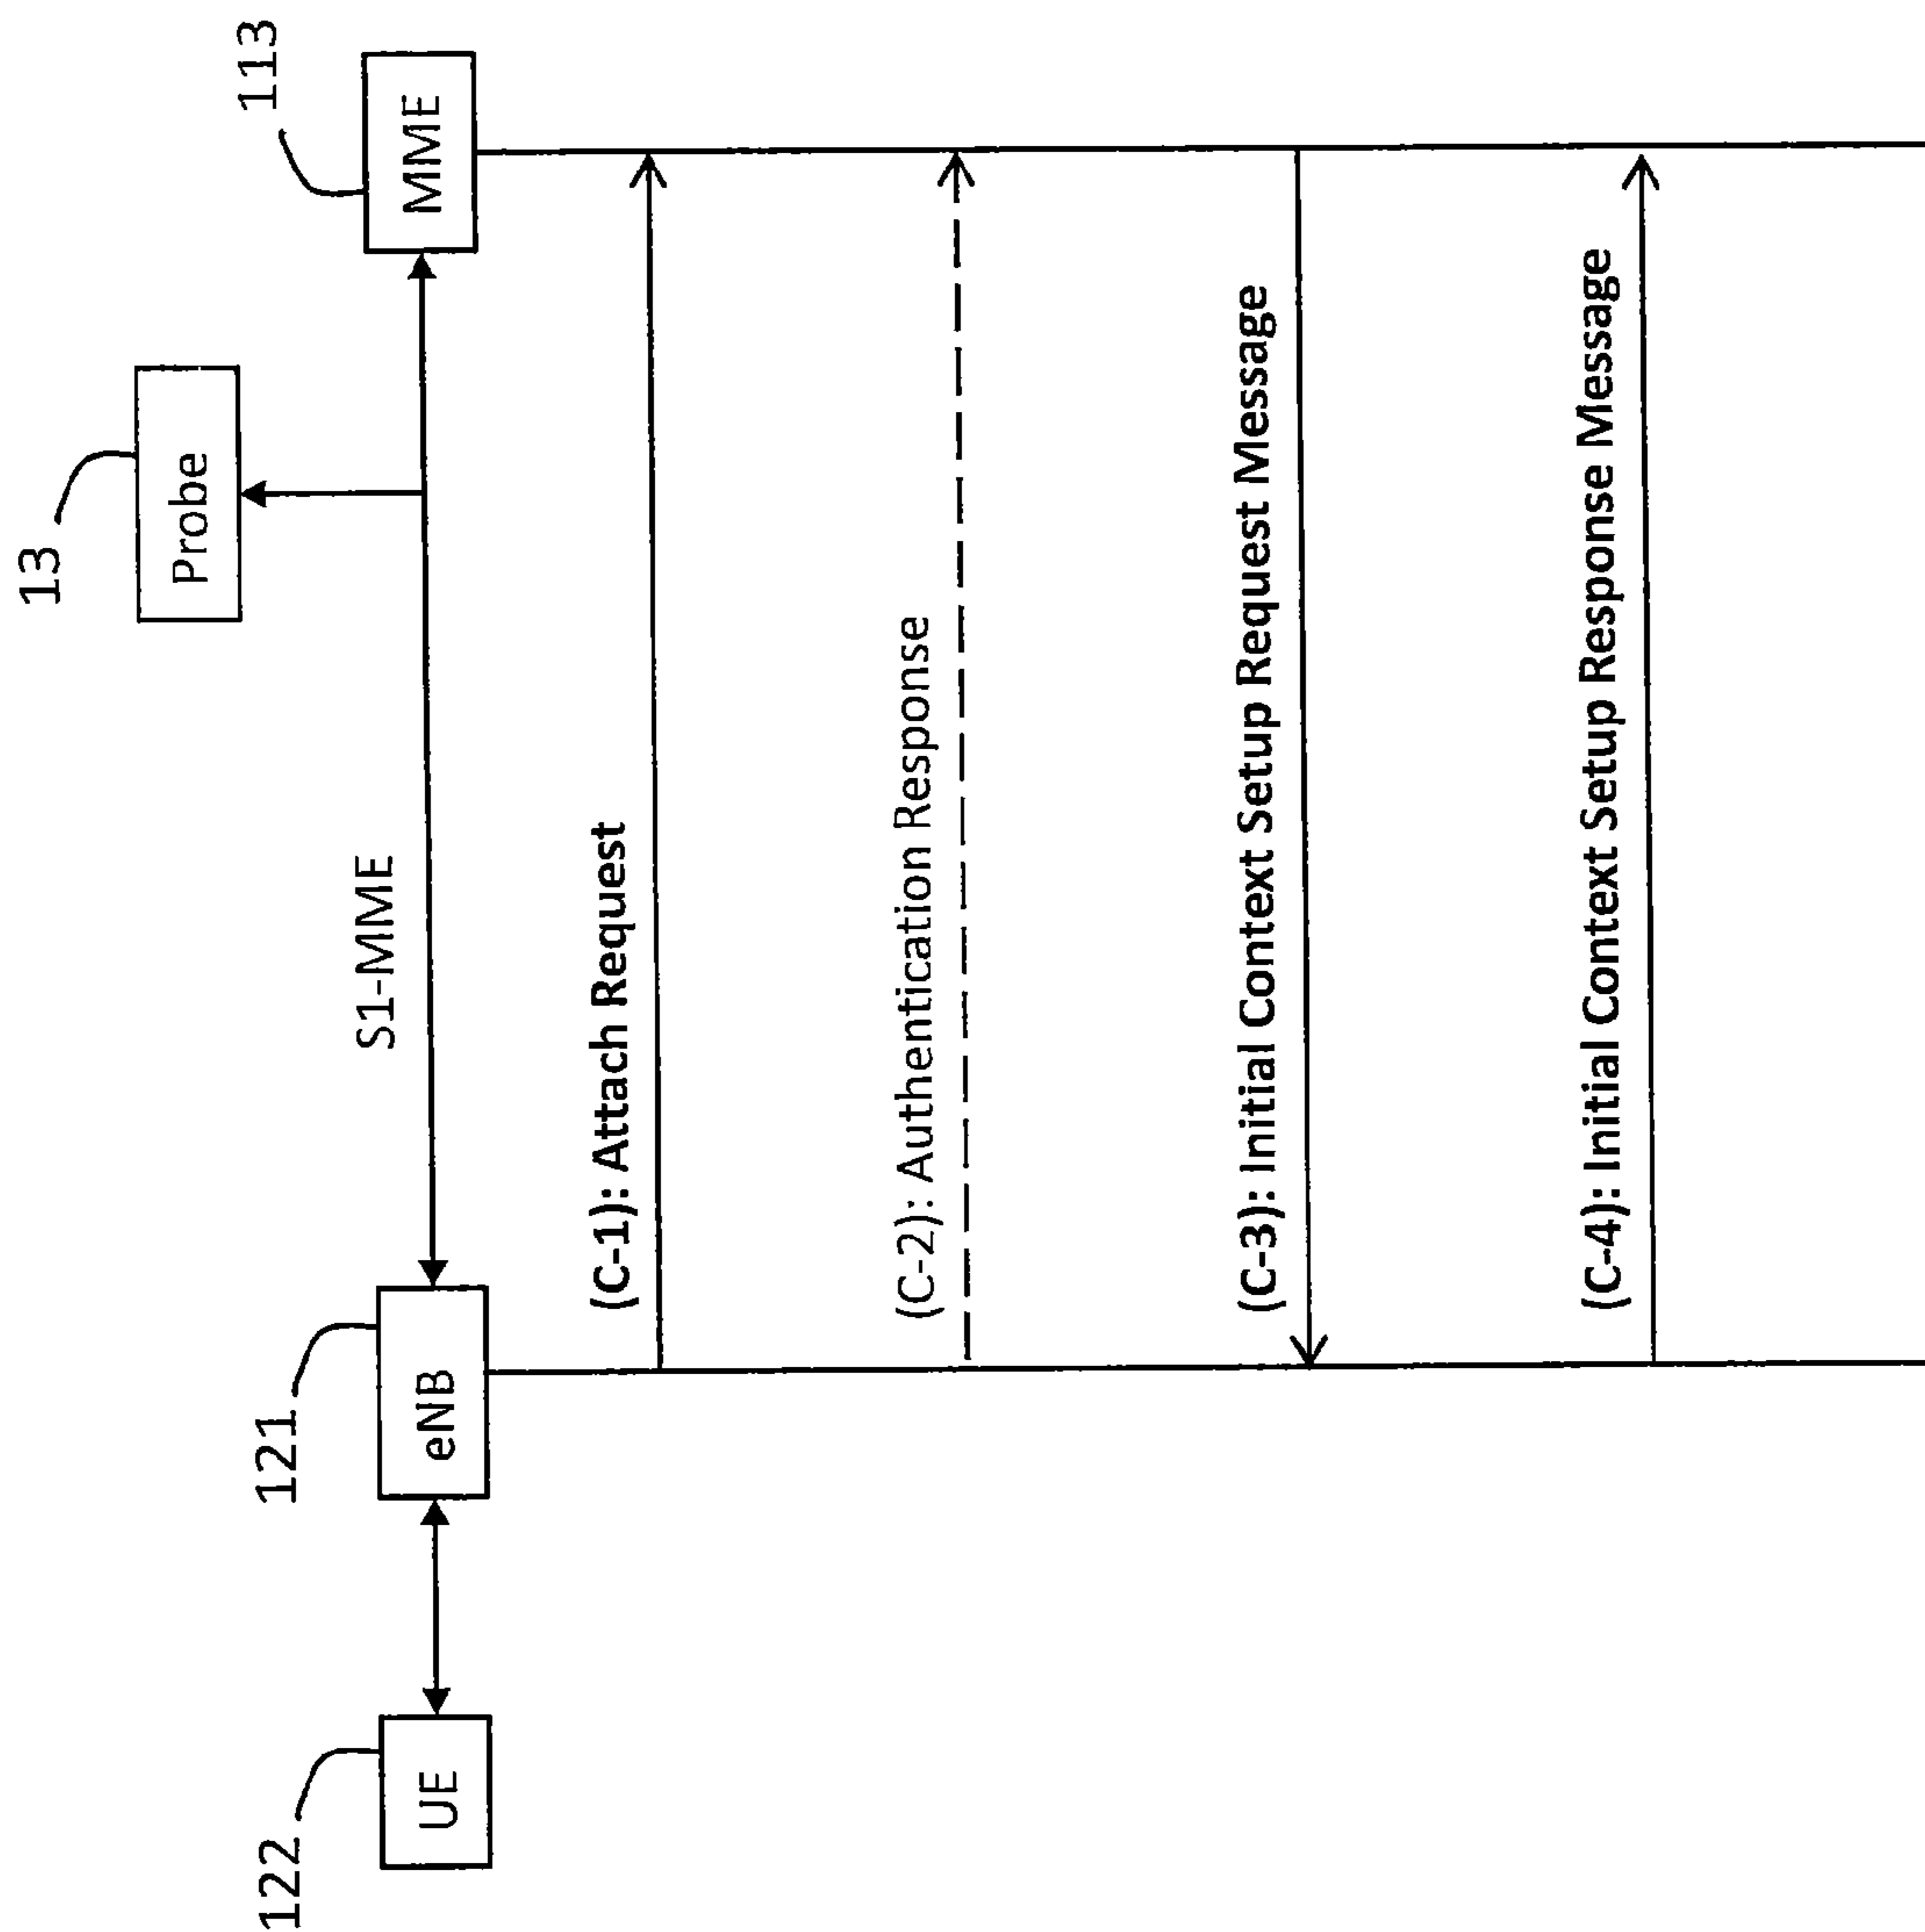 13
Probe
122
121
113
UE
eNB
S1-MME
MME
(C-1): Attach Request
(C-2): Authentication Response
(C-3): Initial Context Setup Request Message
(C-4): Initial Context Setup Response Message